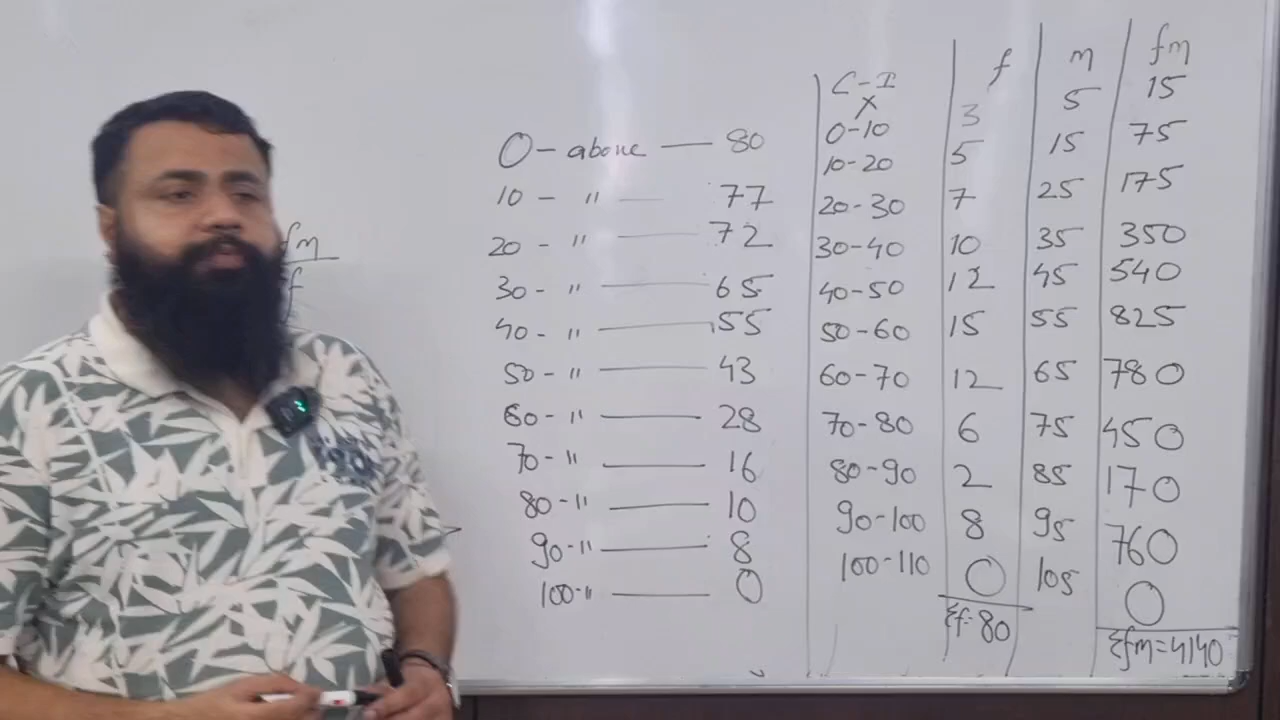 fm
f
0 - above — 80
10 - " — 77
20 - " — 72
30 - " — 65
40 - " — 55
50 - " — 43
60 - " — 28
70 - " — 16
80 - " — 10
90 - " — 8
100 - " — 0
C-I f m fm
X
0-10 3 5 15
10-20 5 15 75
20-30 7 25 175
30-40 10 35 350
40-50 12 45 540
50-60 15 55 825
60-70 12 65 780
70-80 6 75 450
80-90 2 85 170
90-100 8 95 760
100-110 0 105 0
Σf=80 Σfm=4140